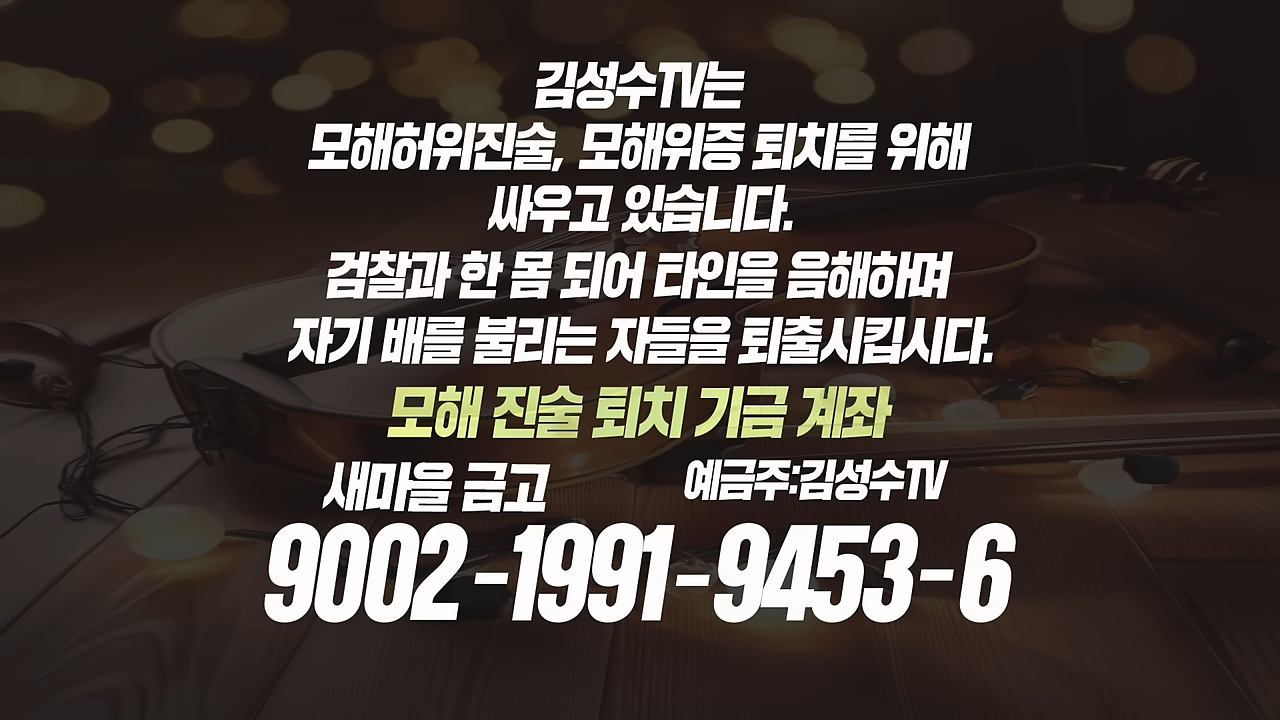 김성수TV는
모해허위진술, 모해위증 퇴치를 위해
싸우고 있습니다.
검찰과 한 몸 되어 타인을 음해하며
자기 배를 불리는 자들을 퇴출시킵시다.
모해 진술 퇴치 기금 계좌
새마을 금고 예금주:김성수TV
9002-1991-9453-6